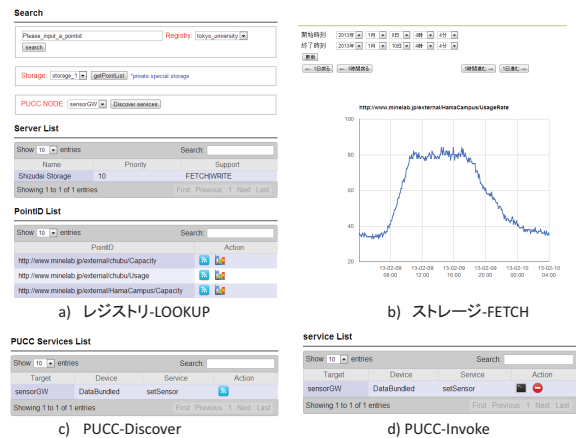 Search
Please_input_a_pointid
Registry: tokyo_university
search
Storage: storage_1 getPointList *private special storage
PUCC NODE: sensorGW Discover services
Server List
Show 10 entries Search:
Name Priority Support
Shizudai Storage 10 FETCH|WRITE
Showing 1 to 1 of 1 entries First Previous 1 Next Last
PointID List
Show 10 entries Search:
PointID Action
http://www.minelab.jp/external/chubu/Capacity
http://www.minelab.jp/external/chubu/Usage
http://www.minelab.jp/external/HamaCampus/Capacity
a) レジストリ-LOOKUP
開始時刻 2013年 1月 9日 4時 4分
終了時刻 2013年 1月 10日 4時 4分
更新
← 1日戻る ← 1時間戻る 1時間進む → 1日進む →
http://www.minelab.jp/external/HamaCampus/UsageRate
100
80
60
40
20
13-02-09 13-02-09 13-02-09 13-02-09 13-02-10 13-02-10
08:00 12:00 16:00 20:00 00:00 04:00
b) ストレージ-FETCH
PUCC Services List
Show 10 entries Search:
Target Device Service Action
sensorGW DataBundled setSensor
Showing 1 to 1 of 1 entries First Previous 1 Next Last
c) PUCC-Discover
service List
Show 10 entries Search:
Target Device Service Action
sensorGW DataBundled setSensor
Showing 1 to 1 of 1 entries First Previous 1 Next Last
d) PUCC-Invoke